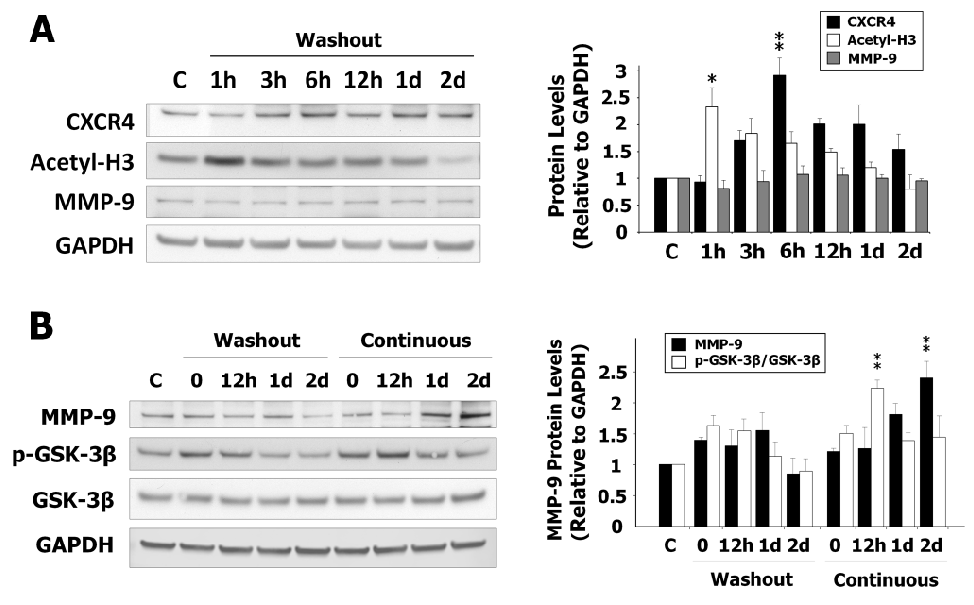 A
Washout
C 1h 3h 6h 12h 1d 2d
CXCR4
Acetyl-H3
MMP-9
GAPDH
CXCR4
Acetyl-H3
MMP-9
Protein Levels
(Relative to GAPDH)
3
2.5
2
1.5
1
0.5
0
*
**
C 1h 3h 6h 12h 1d 2d
B
Washout Continuous
C 0 12h 1d 2d 0 12h 1d 2d
MMP-9
p-GSK-3β
GSK-3β
GAPDH
MMP-9
p-GSK-3β/GSK-3β
MMP-9 Protein Levels
(Relative to GAPDH)
2.5
2
1.5
1
0.5
0
**
**
C 0 12h 1d 2d 0 12h 1d 2d
Washout Continuous